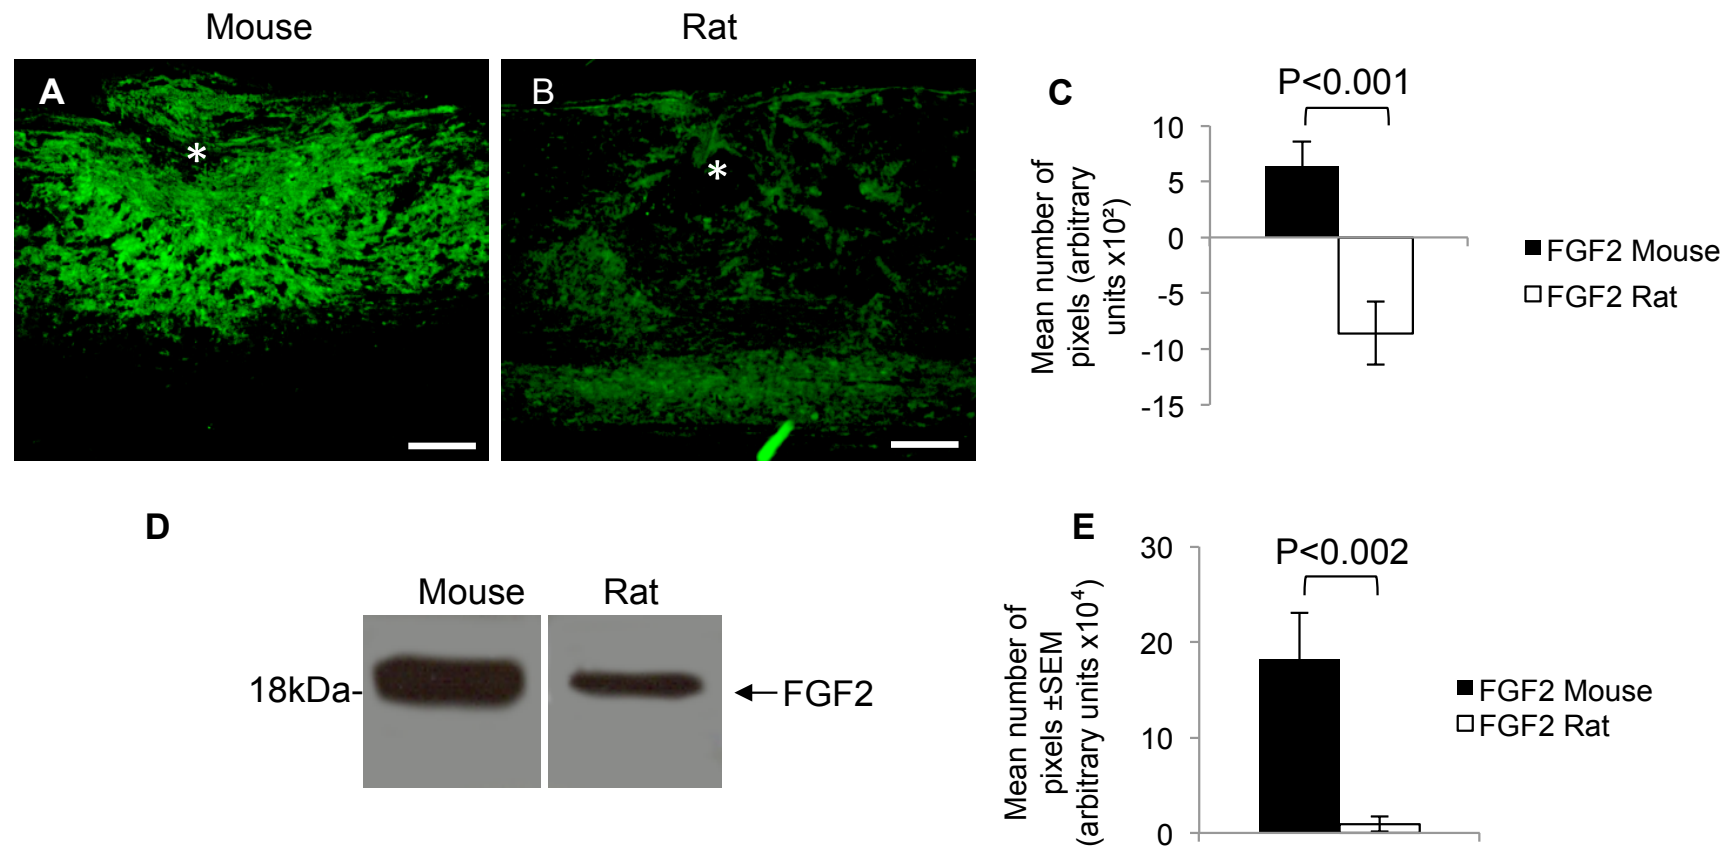 Mouse
Rat
A
*
B
*
C
P<0.001
10
5
0
-5
-10
-15
Mean number of
pixels (arbitrary
units x10²)
FGF2 Mouse
FGF2 Rat
D
Mouse
Rat
18kDa-
FGF2
E
P<0.002
30
20
10
0
Mean number of
pixels ±SEM
(arbitrary units x10⁴)
FGF2 Mouse
FGF2 Rat